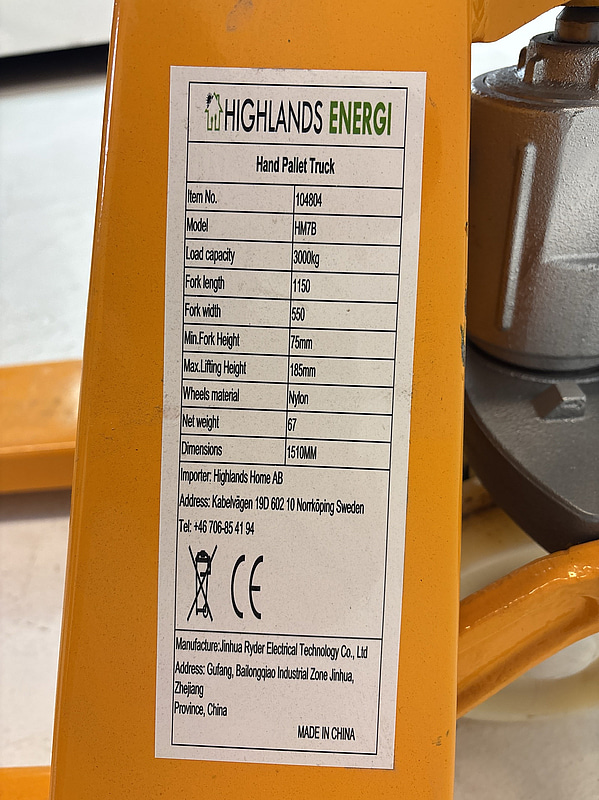 HIGHLANDS ENERGI
Hand Pallet Truck
Item No. 104804
Model HM7B
Load capacity 3000kg
Fork length 1150
Fork width 550
Min.Fork Height 75mm
Max.Lifting Height 185mm
Wheels material Nylon
Net weight 67
Dimensions 1510MM
Importer: Highlands Home AB
Address: Kabelvägen 19D 602 10 Norrköping Sweden
Tel: +46 706-85 41 94
CE
Manufacture:Jinhua Ryder Electrical Technology Co., Ltd
Address: Gufang, Bailongqiao Industrial Zone Jinhua,
Zhejiang
Province, China
MADE IN CHINA